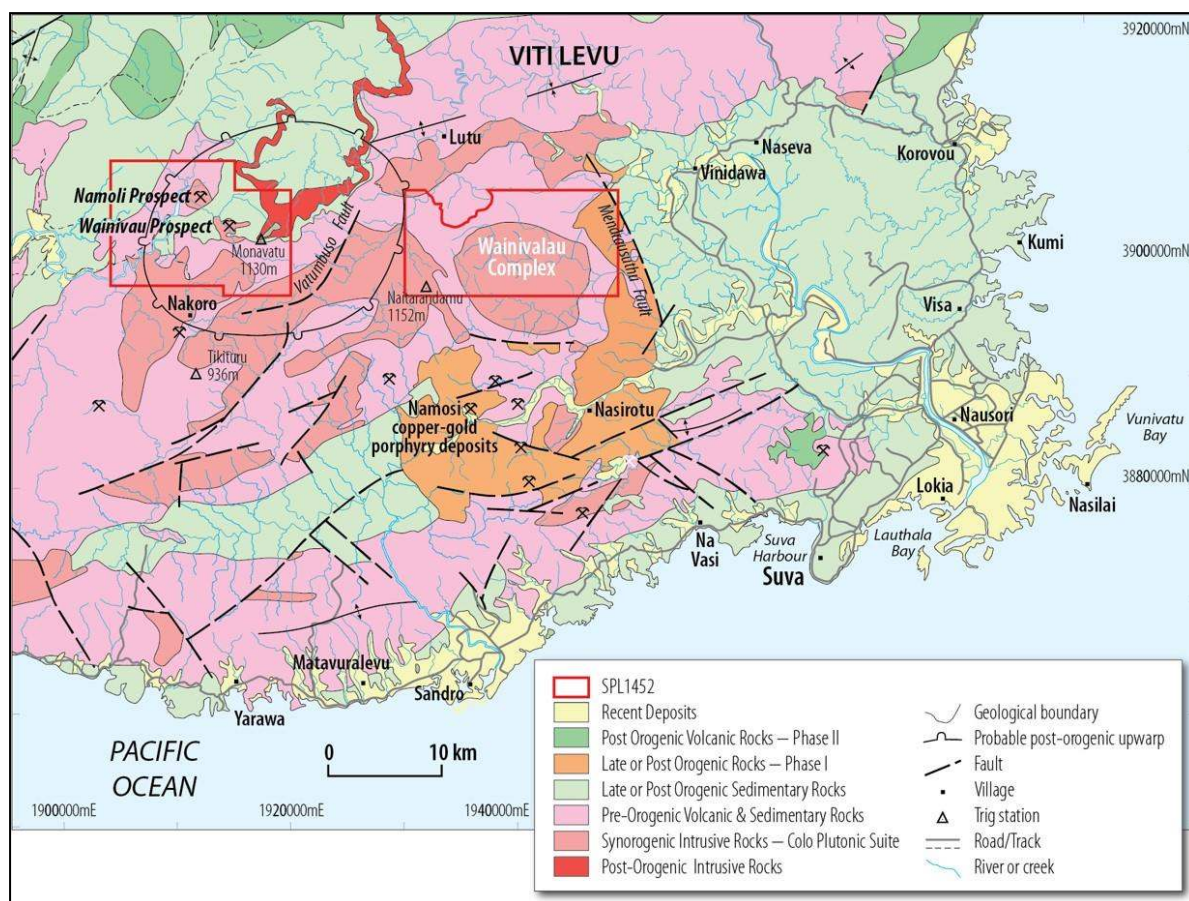 3920000mN
VITI LEVU
Lutu
Naseva
Korovou
Vinidawa
Namoli Prospect
Wainivau Prospect
Monavatu
1130m
Vatumbuso Fault
Mendrausuthu Fault
Wainivalau
Complex
Kumi
3900000mN
Naitarandamu
1152m
Nakoro
Visa
Tikituru
936m
Namosi
copper-gold
porphyry deposits
Nasirotu
Nausori
Vunivatu
Bay
3880000mN
Lokia
Nasilai
Na
Vasi
Suva
Harbour
Lauthala
Bay
Suva
Matavuralevu
Sandro
Yarawa
PACIFIC
OCEAN
0 10 km
1900000mE
1920000mE
1940000mE
SPL1452
Recent Deposits
Post Orogenic Volcanic Rocks — Phase II
Late or Post Orogenic Rocks — Phase I
Late or Post Orogenic Sedimentary Rocks
Pre-Orogenic Volcanic & Sedimentary Rocks
Synorogenic Intrusive Rocks — Colo Plutonic Suite
Post-Orogenic Intrusive Rocks
Geological boundary
Probable post-orogenic upwarp
Fault
Village
Trig station
Road/Track
River or creek